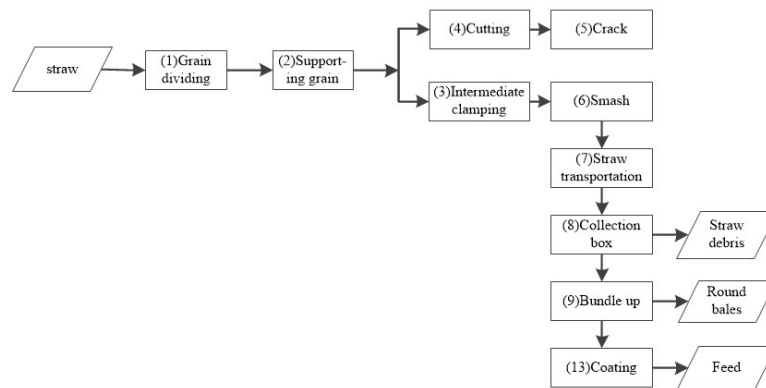 straw
(1)Grain
dividing
(2)Support-
ing grain
(4)Cutting
(5)Crack
(3)Intermediate
clamping
(6)Smash
(7)Straw
transportation
(8)Collection
box
Straw
debris
(9)Bundle up
Round
bales
(13)Coating
Feed